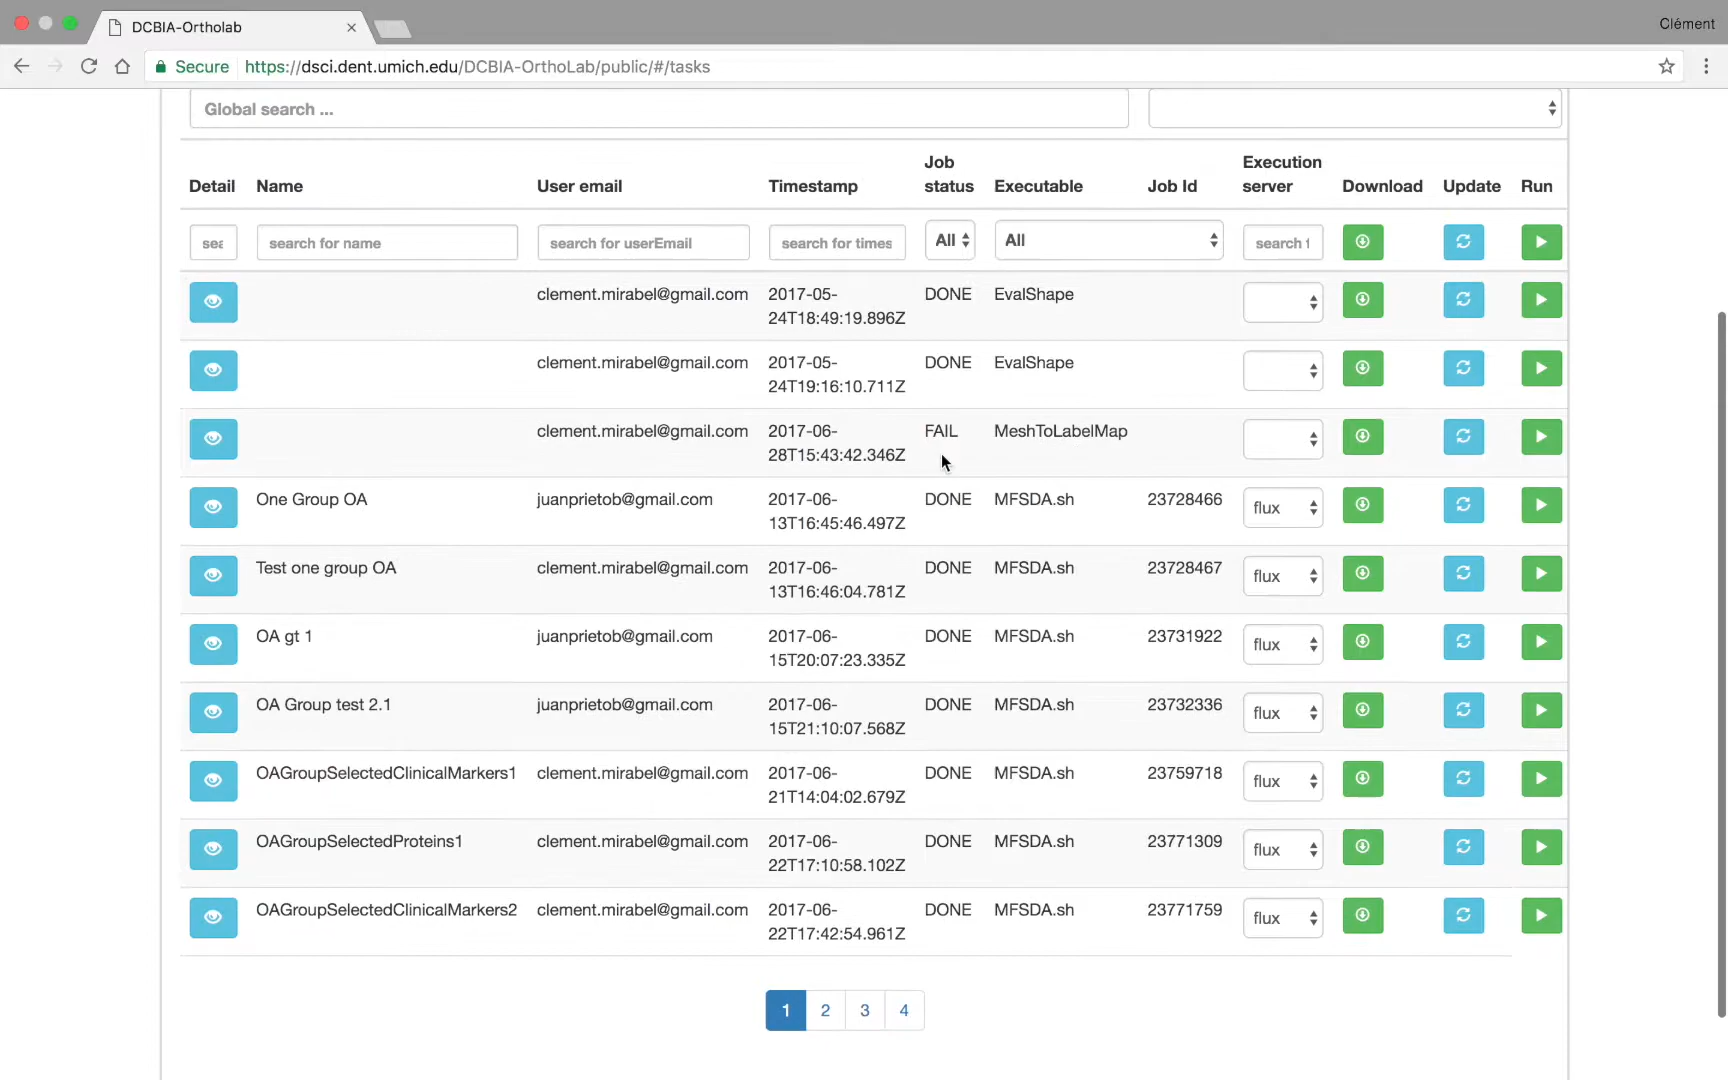 DCBIA-Ortholab
Clément
Secure https://dsci.dent.umich.edu/DCBIA-OrthoLab/public/#/tasks
Global search ...
Detail Name User email Timestamp Job status Executable Job Id Execution server Download Update Run
sea search for name search for userEmail search for times All All search f
clement.mirabel@gmail.com 2017-05- DONE EvalShape
24T18:49:19.896Z
clement.mirabel@gmail.com 2017-05- DONE EvalShape
24T19:16:10.711Z
clement.mirabel@gmail.com 2017-06- FAIL MeshToLabelMap
28T15:43:42.346Z
One Group OA juanprietob@gmail.com 2017-06- DONE MFSDA.sh 23728466 flux
13T16:45:46.497Z
Test one group OA clement.mirabel@gmail.com 2017-06- DONE MFSDA.sh 23728467 flux
13T16:46:04.781Z
OA gt 1 juanprietob@gmail.com 2017-06- DONE MFSDA.sh 23731922 flux
15T20:07:23.335Z
OA Group test 2.1 juanprietob@gmail.com 2017-06- DONE MFSDA.sh 23732336 flux
15T21:10:07.568Z
OAGroupSelectedClinicalMarkers1 clement.mirabel@gmail.com 2017-06- DONE MFSDA.sh 23759718 flux
21T14:04:02.679Z
OAGroupSelectedProteins1 clement.mirabel@gmail.com 2017-06- DONE MFSDA.sh 23771309 flux
22T17:10:58.102Z
OAGroupSelectedClinicalMarkers2 clement.mirabel@gmail.com 2017-06- DONE MFSDA.sh 23771759 flux
22T17:42:54.961Z
1 2 3 4